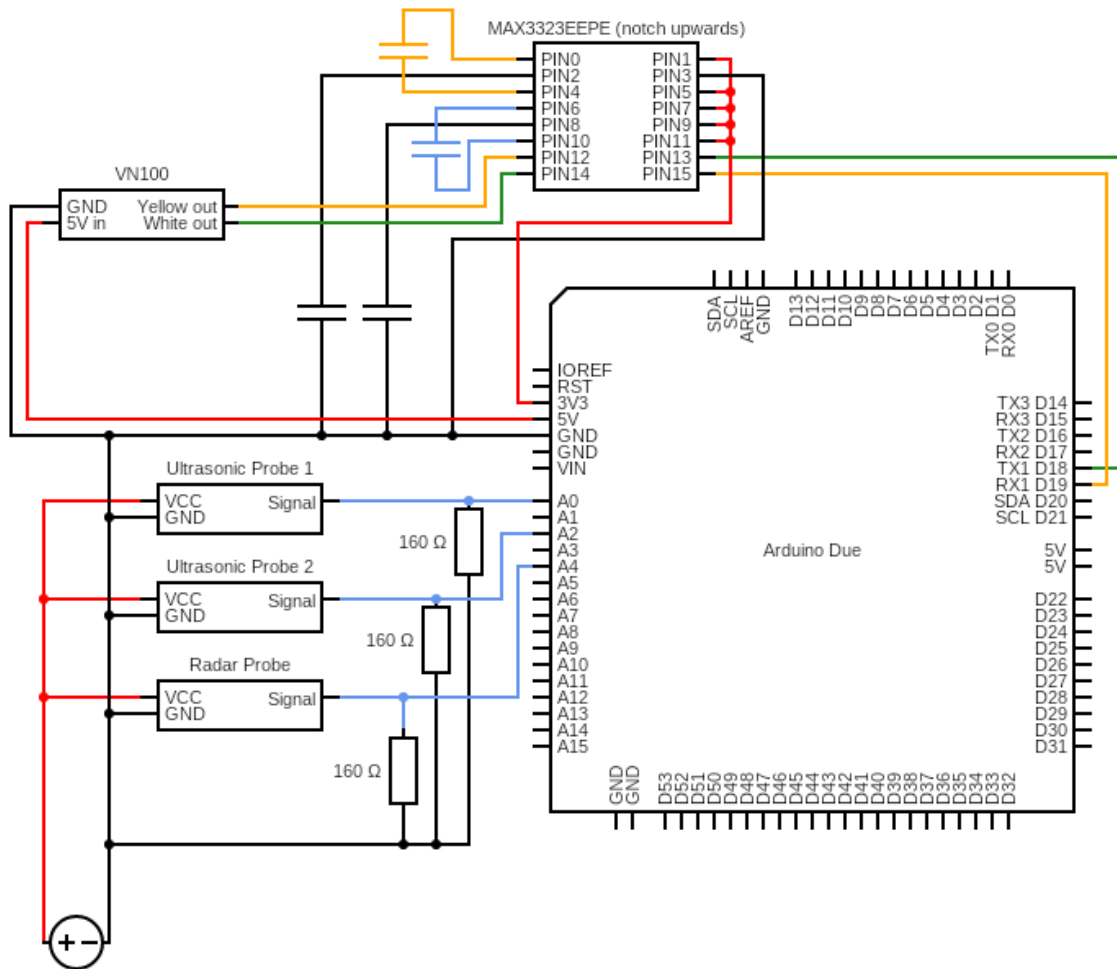 MAX3323EEPE (notch upwards)
PIN0 PIN1
PIN2 PIN3
PIN4 PIN5
PIN6 PIN7
PIN8 PIN9
PIN10 PIN11
PIN12 PIN13
PIN14 PIN15
VN100
GND Yellow out
5V in White out
SDA
SCL
AREF
GND
D13
D12
D11
D10
D9
D8
D7
D6
D5
D4
D3
D2
TX0 D1
RX0 D0
IOREF
RST
3V3
5V
GND
GND
VIN
A0
A1
A2
A3
A4
A5
A6
A7
A8
A9
A10
A11
A12
A13
A14
A15
Arduino Due
TX3 D14
RX3 D15
TX2 D16
RX2 D17
TX1 D18
RX1 D19
SDA D20
SCL D21
5V
5V
D22
D23
D24
D25
D26
D27
D28
D29
D30
D31
GND
GND
D53
D52
D51
D50
D49
D48
D47
D46
D45
D44
D43
D42
D41
D40
D39
D38
D37
D36
D35
D34
D33
D32
Ultrasonic Probe 1
VCC Signal
GND
160 Ω
Ultrasonic Probe 2
VCC Signal
GND
160 Ω
Radar Probe
VCC Signal
GND
160 Ω